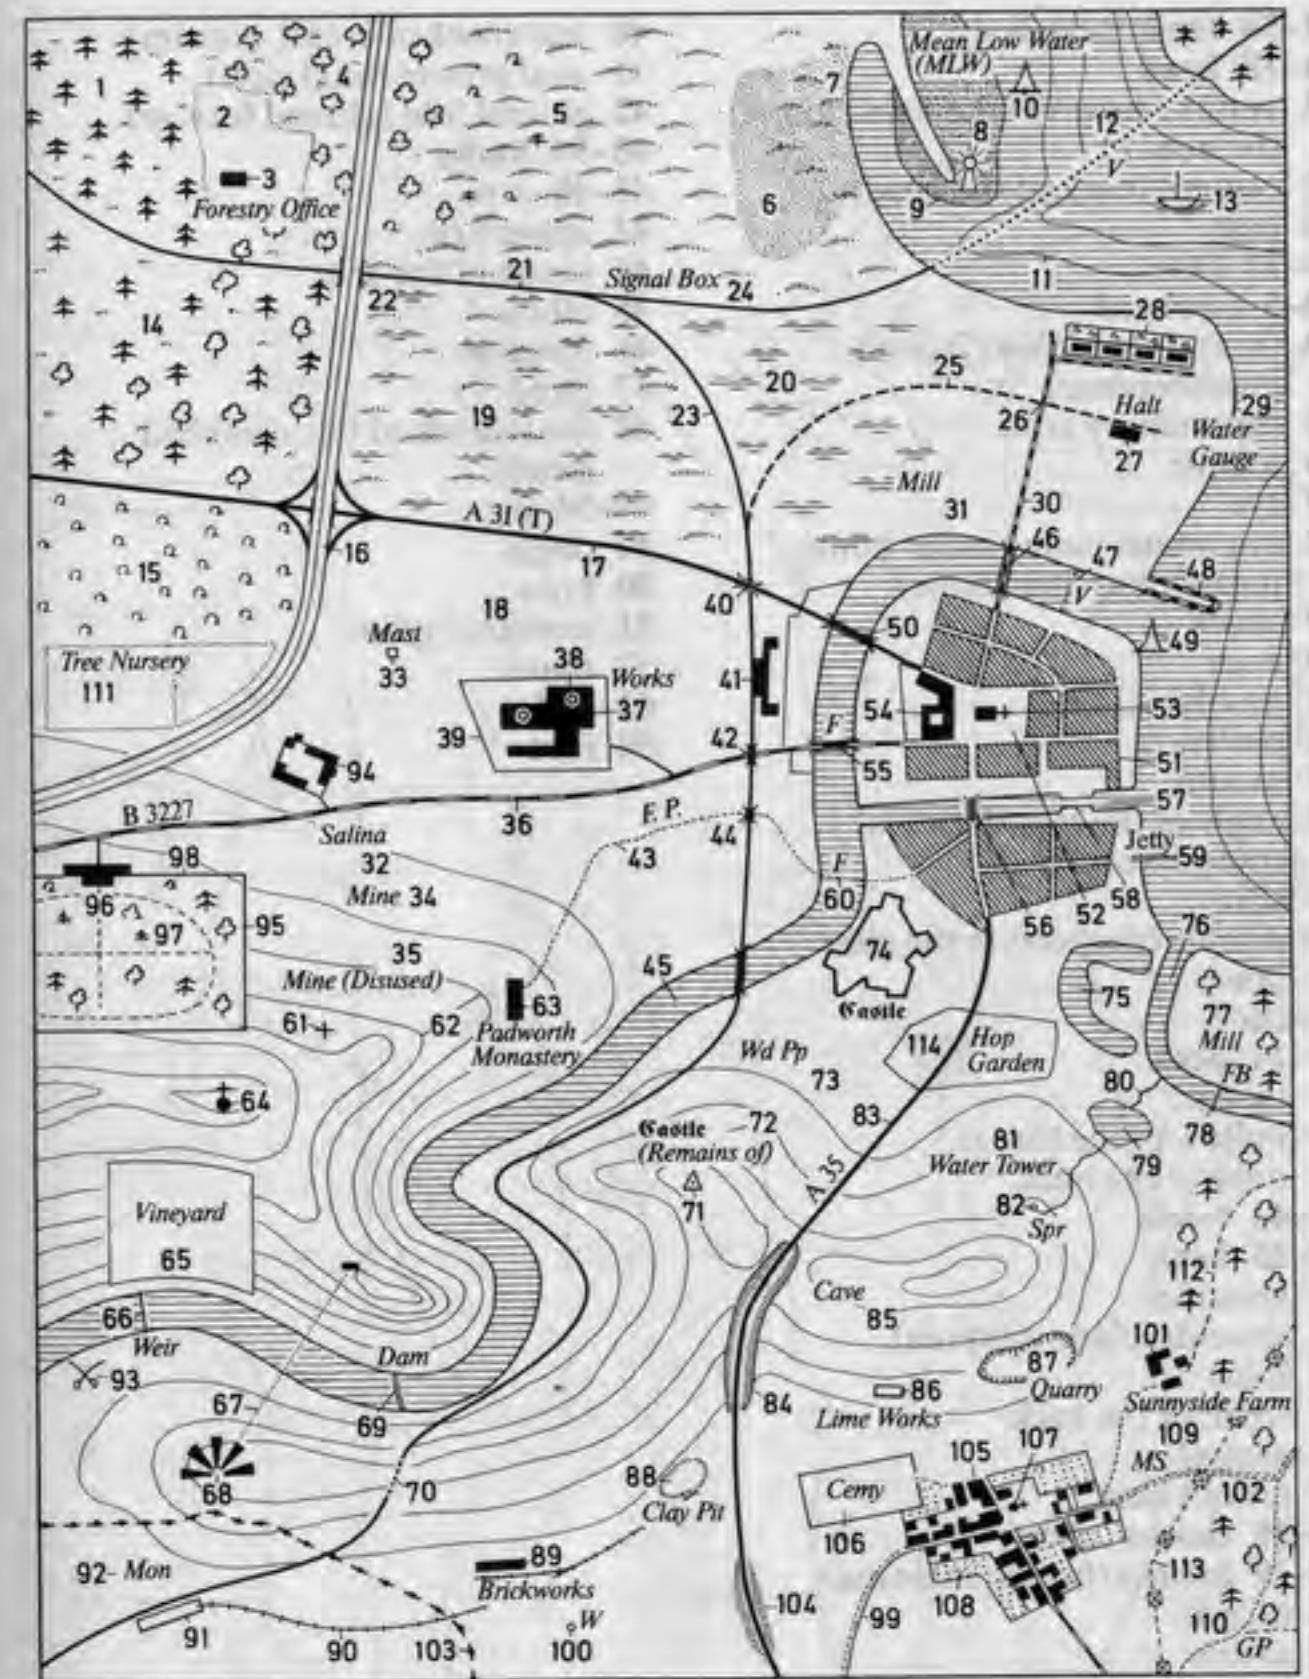 Mean Low Water
(MLW)
1
4
7
10
2
5
8
12
V
3
6
9
13
Forestry Office
21
Signal Box
24
11
22
28
14
20
25
19
23
26
Halt
29
27
Water
Gauge
Mill
30
A 31 (T)
31
16
46
47
15
17
48
40
V
18
Mast
50
49
Tree Nursery
38
Works
33
41
111
37
54
53
39
42
F
94
55
51
B 3227
57
36
F. P.
44
Salina
Jetty
98
32
43
F
59
60
Mine 34
96
56
52
58
76
97
95
35
45
74
Mine (Disused)
75
77
61
62
63
Castle
Padworth
Monastery
Wd Pp
114
Hop
Garden
Mill
73
80
FB
64
83
Castle
72
81
78
(Remains of)
Water Tower
79
A 35
82
71
Spr
Vineyard
65
112
Cave
66
85
101
Weir
Dam
87
93
86
Quarry
67
69
84
Lime Works
Sunnyside Farm
109
105
107
MS
88
68
70
Cemy
102
Clay Pit
106
89
92
Mon
113
Brickworks
104
108
99
W
110
91
90
103
100
GP